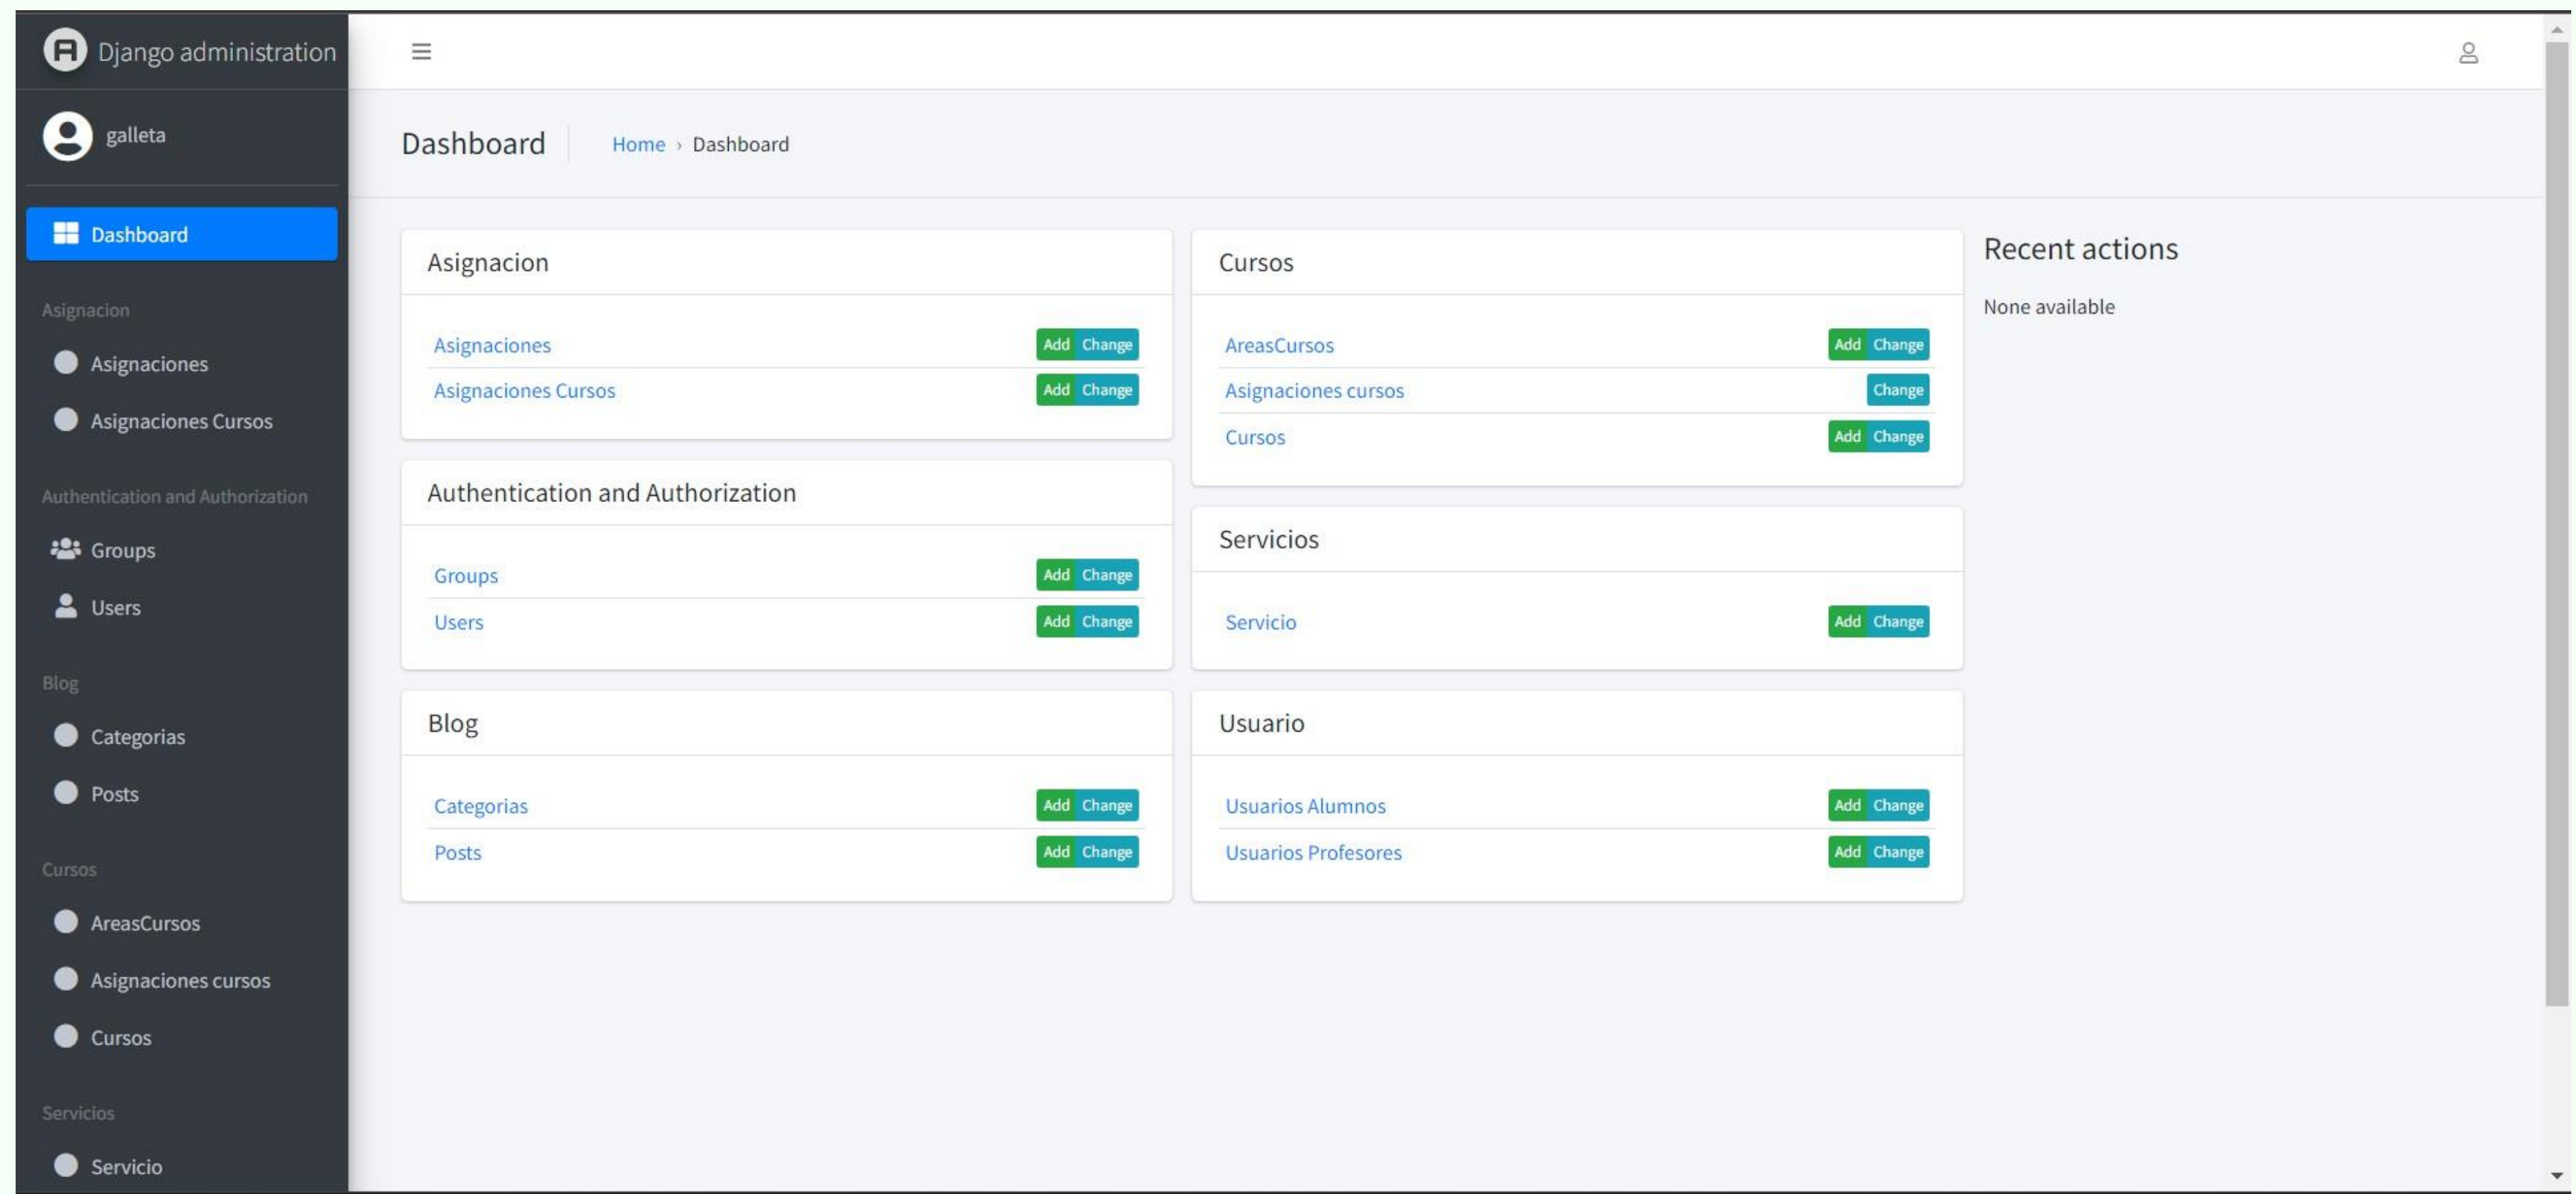 Django administration
galleta
Dashboard
Asignacion
Asignaciones
Asignaciones Cursos
Authentication and Authorization
Groups
Users
Blog
Categorias
Posts
Cursos
AreasCursos
Asignaciones cursos
Cursos
Servicios
Servicio
Dashboard
Home › Dashboard
Asignacion
Asignaciones Add Change
Asignaciones Cursos Add Change
Authentication and Authorization
Groups Add Change
Users Add Change
Blog
Categorias Add Change
Posts Add Change
Cursos
AreasCursos Add Change
Asignaciones cursos Change
Cursos Add Change
Servicios
Servicio Add Change
Usuario
Usuarios Alumnos Add Change
Usuarios Profesores Add Change
Recent actions
None available